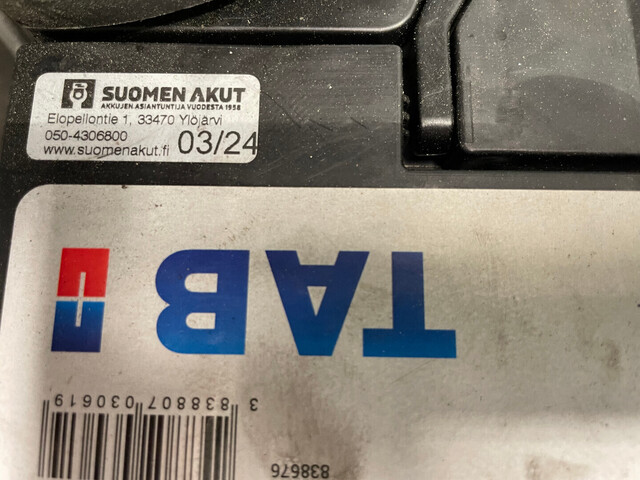 SUOMEN AKUT
AKKUJEN ASIANTUNTIJA VUODESTA 1958
Elopellontie 1, 33470 Ylöjärvi
050-4306800
www.suomenakut.fi 03/24
TAB
3 838807 030619
838676